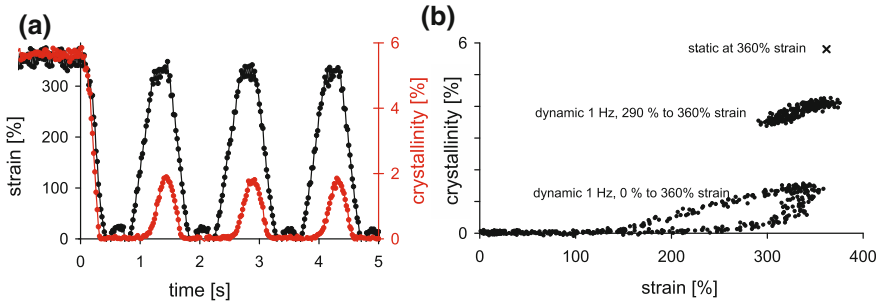 (a)
strain [%]
300
200
100
0
0
1
2
3
4
5
time [s]
6
4
2
0
crystallinity [%]
(b)
crystallinity [%]
6
0
static at 360% strain
dynamic 1 Hz, 290 % to 360% strain
dynamic 1 Hz, 0 % to 360% strain
0
100
200
300
400
strain [%]